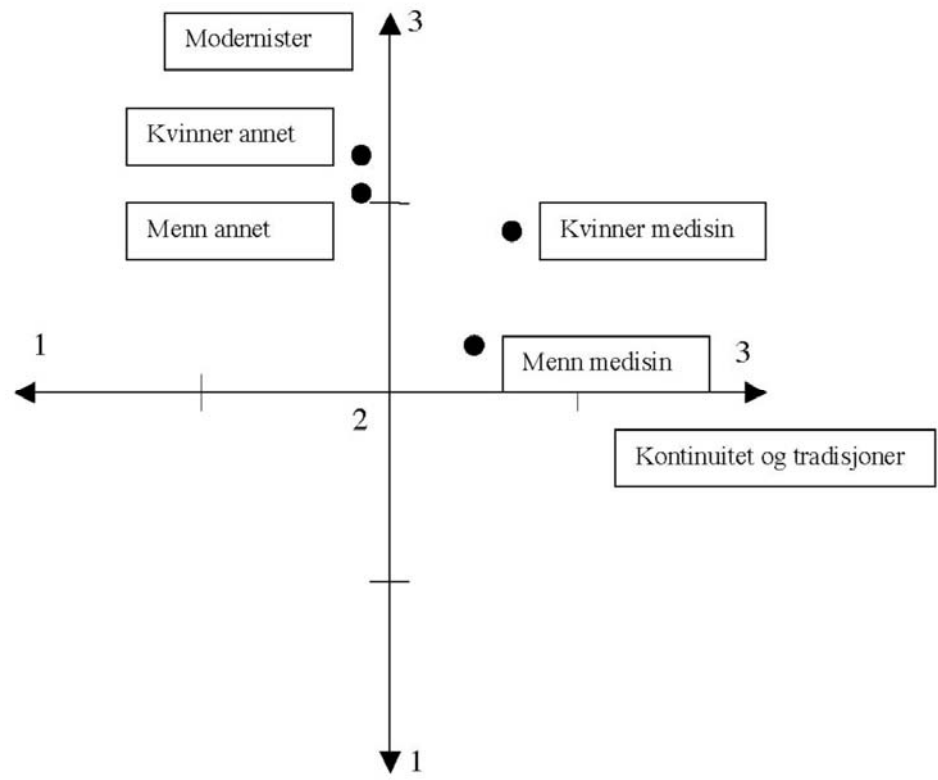 Modernister
3
Kvinner annet
Menn annet
Kvinner medisin
1
Menn medisin
3
2
Kontinuitet og tradisjoner
1